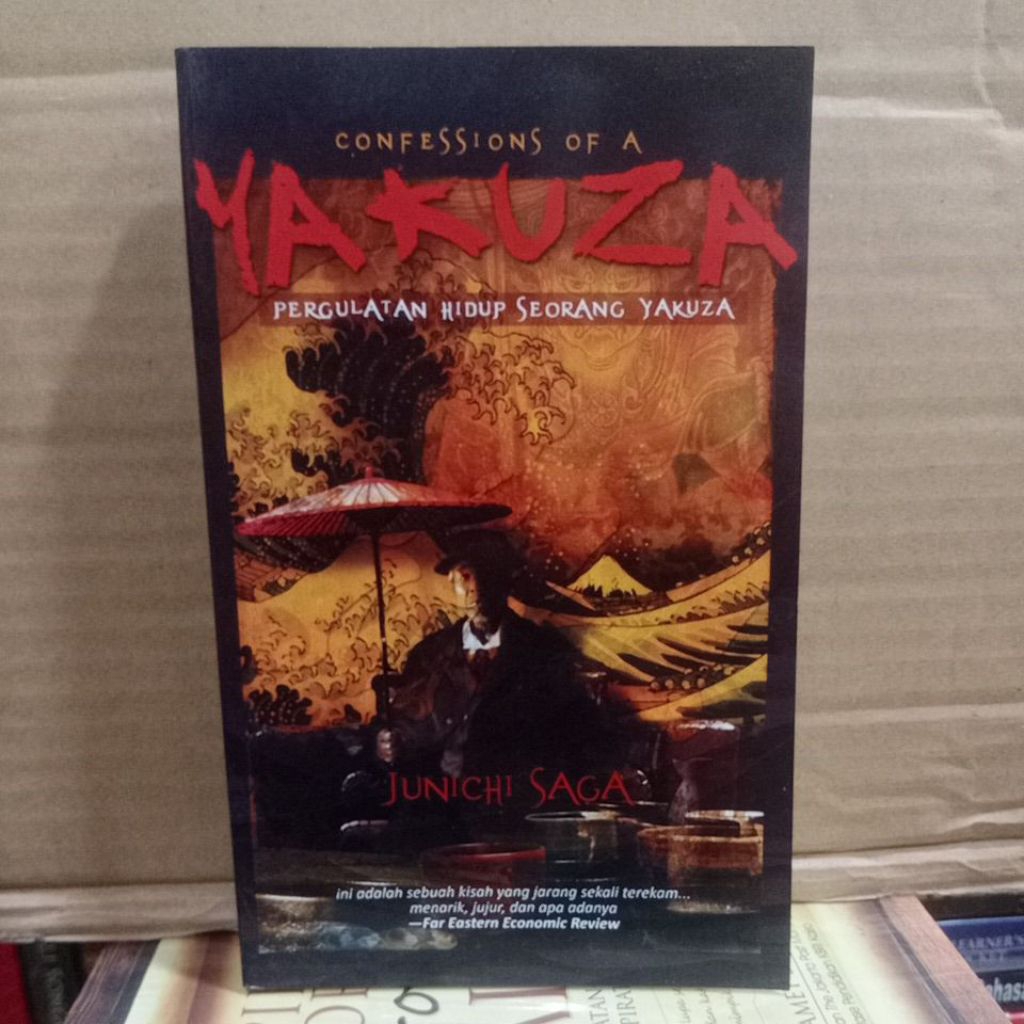 CONFESSIONS OF A
YAKUZA
PERGULATAN HIDUP SEORANG YAKUZA
JUNICHI SAGA
ini adalah sebuah kisah yang jarang sekali terekam...
menarik, jujur, dan apa adanya
—Far Eastern Economic Review